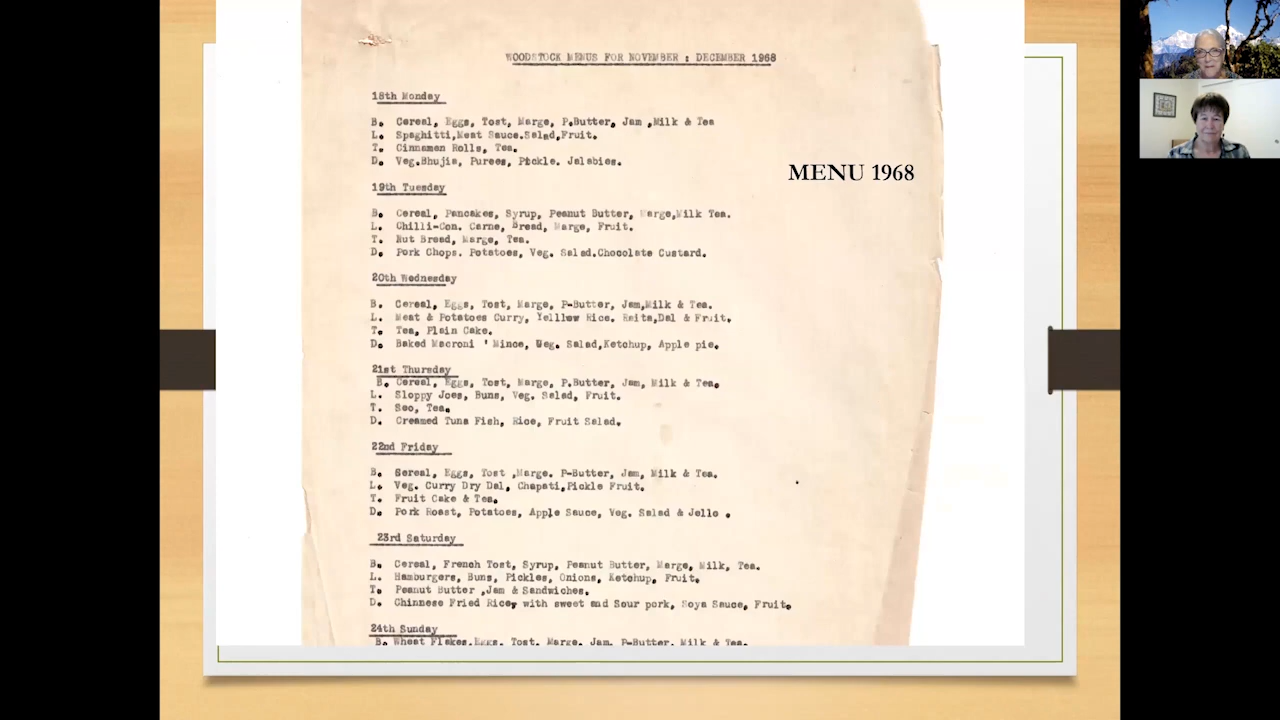 WOODSTOCK MENUS FOR NOVEMBER : DECEMBER 1968
18th Monday
B. Cereal, Eggs, Tost, Marge, P.Butter, Jam ,Milk & Tea
L. Spaghitti,Meat Sauce.Salad,Fruit.
T. Cinnamen Rolls, Tea.
D. Veg.Bhujia, Purees, Pickle. Jalabies.
MENU 1968
19th Tuesday
B. Cereal, Pancakes, Syrup, Peanut Butter, Marge,Milk Tea.
L. Chilli-Con. Carne, Bread, Marge, Fruit.
T. Nut Bread, Marge, Tea.
D. Pork Chops. Potatoes, Veg. Salad.Chocolate Custard.
20th Wednesday
B. Cereal, Eggs, Tost, Marge, P-Butter, Jam,Milk & Tea.
L. Meat & Potatoes Curry, Yelllow Rice. Raita,Dal & Fruit.
T. Tea, Plain Cake.
D. Baked Macroni ' Mince, Veg. Salad,Ketchup, Apple pie.
21st Thursday
B. Cereal, Eggs, Tost, Marge, P.Butter, Jam, Milk & Tea.
L. Sloppy Joes, Buns, Veg. Salad, Fruit.
T. Seo, Tea.
D. Creamed Tuna Fish, Rice, Fruit Salad.
22nd Friday
B. Sereal, Eggs, Tost ,Marge. P-Butter, Jam, Milk & Tea.
L. Veg. Curry Dry Dal, Chapati,Pickle Fruit.
T. Fruit Cake & Tea.
D. Pork Roast, Potatoes, Apple Sauce, Veg. Salad & Jello .
23rd Saturday
B. Cereal, French Tost, Syrup, Peanut Butter, Marge, Milk, Tea.
L. Hamburgers, Buns, Pickles, Onions, Ketchup, Fruit.
T. Peanut Butter ,Jam & Sandwiches.
D. Chinnese Fried Rice, with sweet and Sour pork, Soya Sauce, Fruit.
24th Sunday
B. Wheat Flakes,Eggs, Tost, Marge, Jam, P-Butter, Milk & Tea.